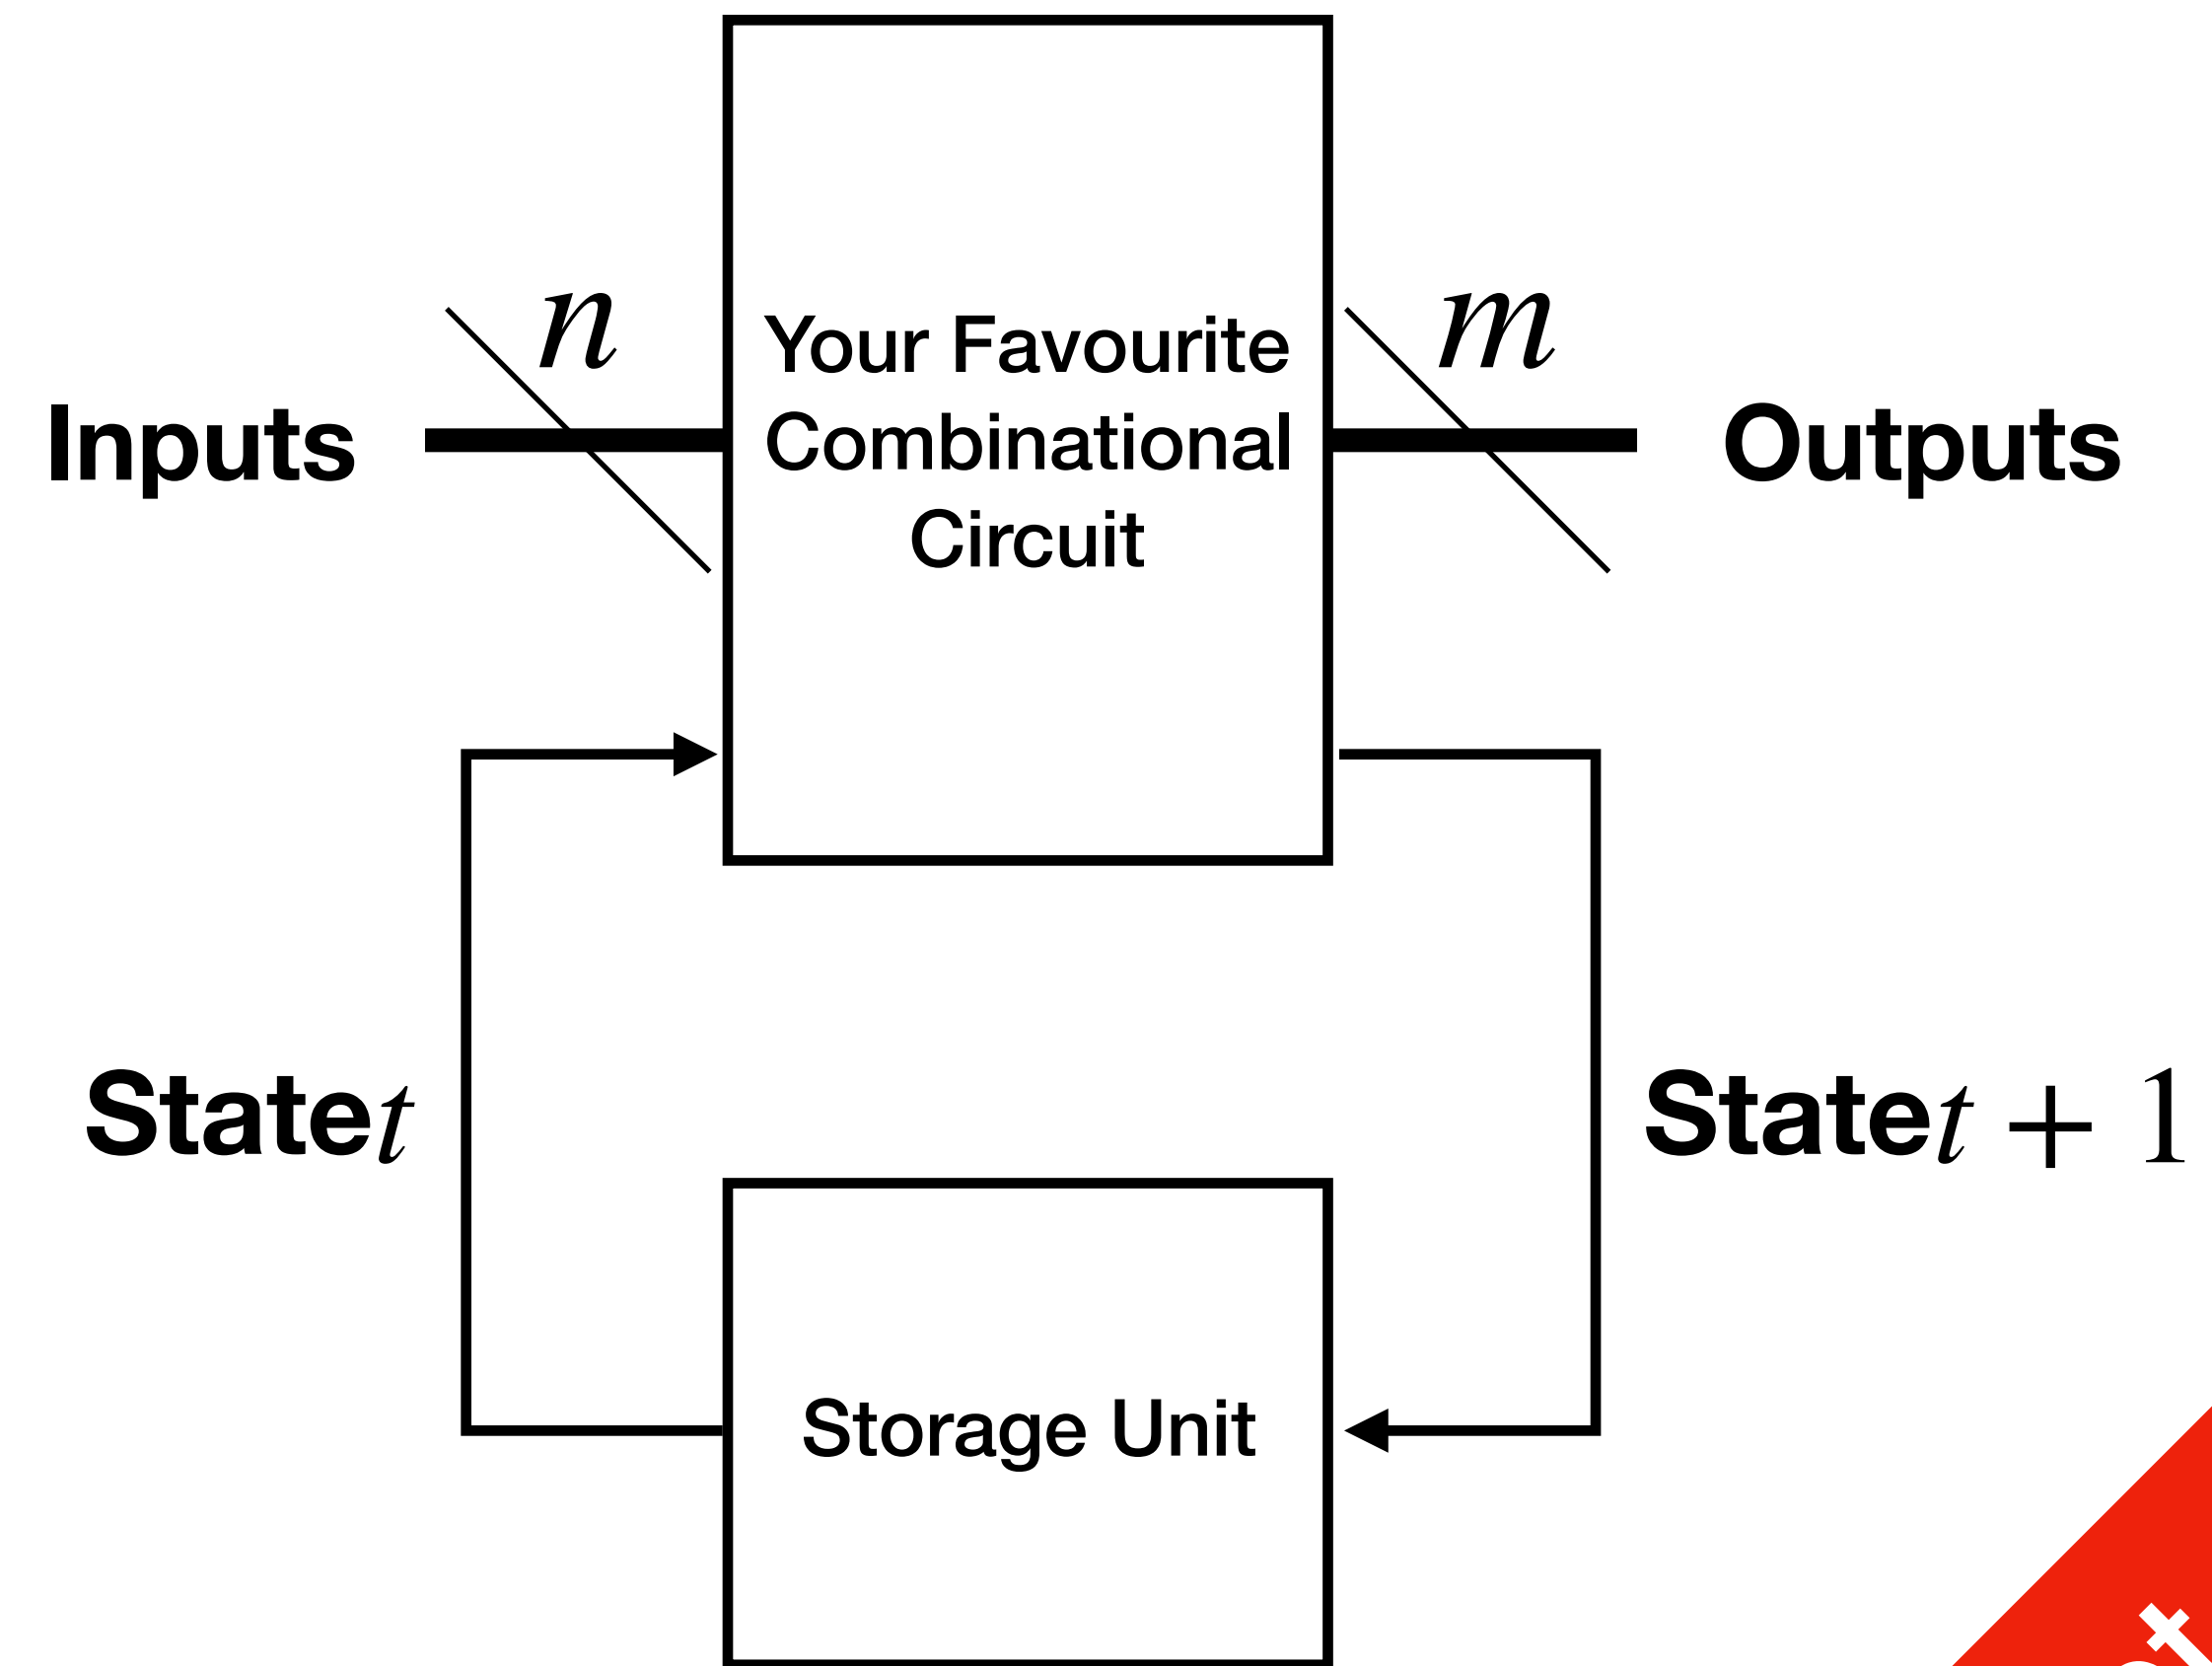 n
m
Your Favourite
Combinational
Circuit
Inputs
Outputs
State t
State t + 1
Storage Unit